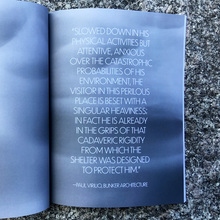 "SLOWED DOWN IN HIS
PHYSICAL ACTIVITIES BUT
ATTENTIVE, ANXIOUS
OVER THE CATASTROPHIC
PROBABILITIES OF HIS
ENVIRONMENT, THE
VISITOR IN THIS PERILOUS
PLACE IS BESET WITH A
SINGULAR HEAVINESS;
IN FACT HE IS ALREADY
IN THE GRIPS OF THAT
CADAVERIC RIGIDITY
FROM WHICH THE
SHELTER WAS DESIGNED
TO PROTECT HIM."
—PAUL VIRILIO, BUNKER ARCHITECTURE